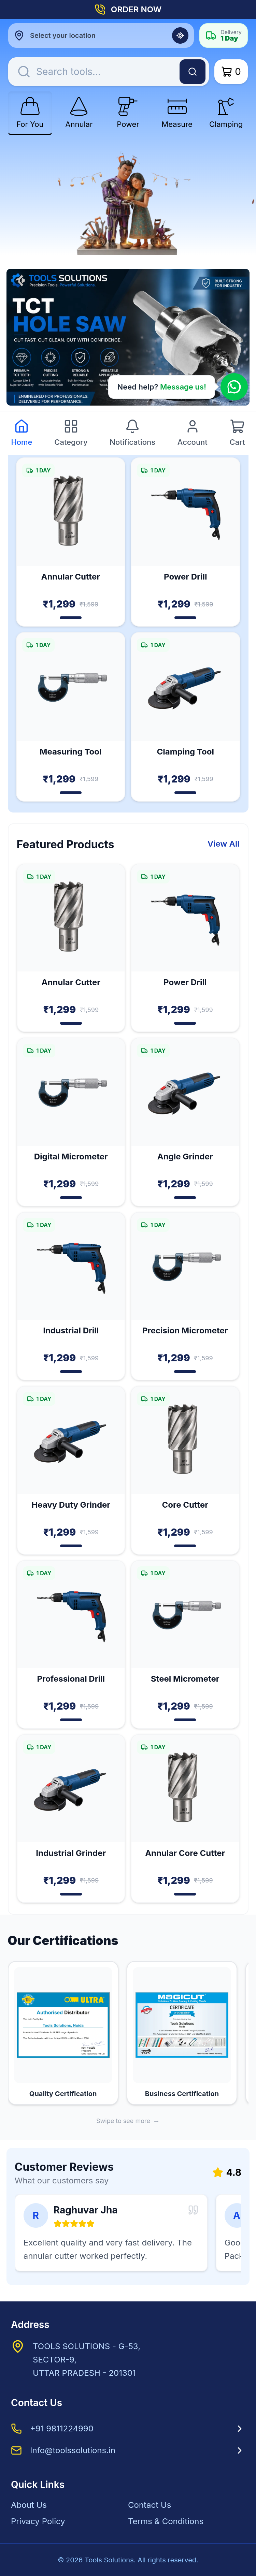 ORDER NOW
Select your location
Delivery
1 Day
Search tools...
0
For You
Annular
Power
Measure
Clamping
TOOLS SOLUTIONS
Precision Tools. Powerful Solutions.
BUILT STRONG
FOR INDUSTRY
TCT
HOLE SAW
CUT FAST. CUT CLEAN. CUT WITH CONFIDENCE.
PREMIUM
TCT TEETH
PRECISE
CUTTING
STRONG &
RELIABLE
VERSATILE
USE
Need help? Message us!
ENGINEERED FOR PROFESSIONALS.
DESIGNED FOR PERFORMANCE.
Home
Category
Notifications
Account
Cart
1 DAY
1 DAY
Annular Cutter
Power Drill
₹1,299 ₹1,599
₹1,299 ₹1,599
1 DAY
1 DAY
Measuring Tool
Clamping Tool
₹1,299 ₹1,599
₹1,299 ₹1,599
Featured Products
View All
1 DAY
1 DAY
Annular Cutter
Power Drill
₹1,299 ₹1,599
₹1,299 ₹1,599
1 DAY
1 DAY
Digital Micrometer
Angle Grinder
₹1,299 ₹1,599
₹1,299 ₹1,599
1 DAY
1 DAY
Industrial Drill
Precision Micrometer
₹1,299 ₹1,599
₹1,299 ₹1,599
1 DAY
1 DAY
Heavy Duty Grinder
Core Cutter
₹1,299 ₹1,599
₹1,299 ₹1,599
1 DAY
1 DAY
Professional Drill
Steel Micrometer
₹1,299 ₹1,599
₹1,299 ₹1,599
1 DAY
1 DAY
Industrial Grinder
Annular Core Cutter
₹1,299 ₹1,599
₹1,299 ₹1,599
Our Certifications
ULTRA
Authorised Distributor
Tools Solutions, Noida
MAGICUT
CERTIFICATE
Quality Certification
Business Certification
Swipe to see more →
Customer Reviews
What our customers say
4.8
R
Raghuvar Jha
Excellent quality and very fast delivery. The
annular cutter worked perfectly.
A
Goo
Pack
Address
TOOLS SOLUTIONS - G-53,
SECTOR-9,
UTTAR PRADESH - 201301
Contact Us
+91 9811224990
Info@toolssolutions.in
Quick Links
About Us
Contact Us
Privacy Policy
Terms & Conditions
© 2026 Tools Solutions. All rights reserved.